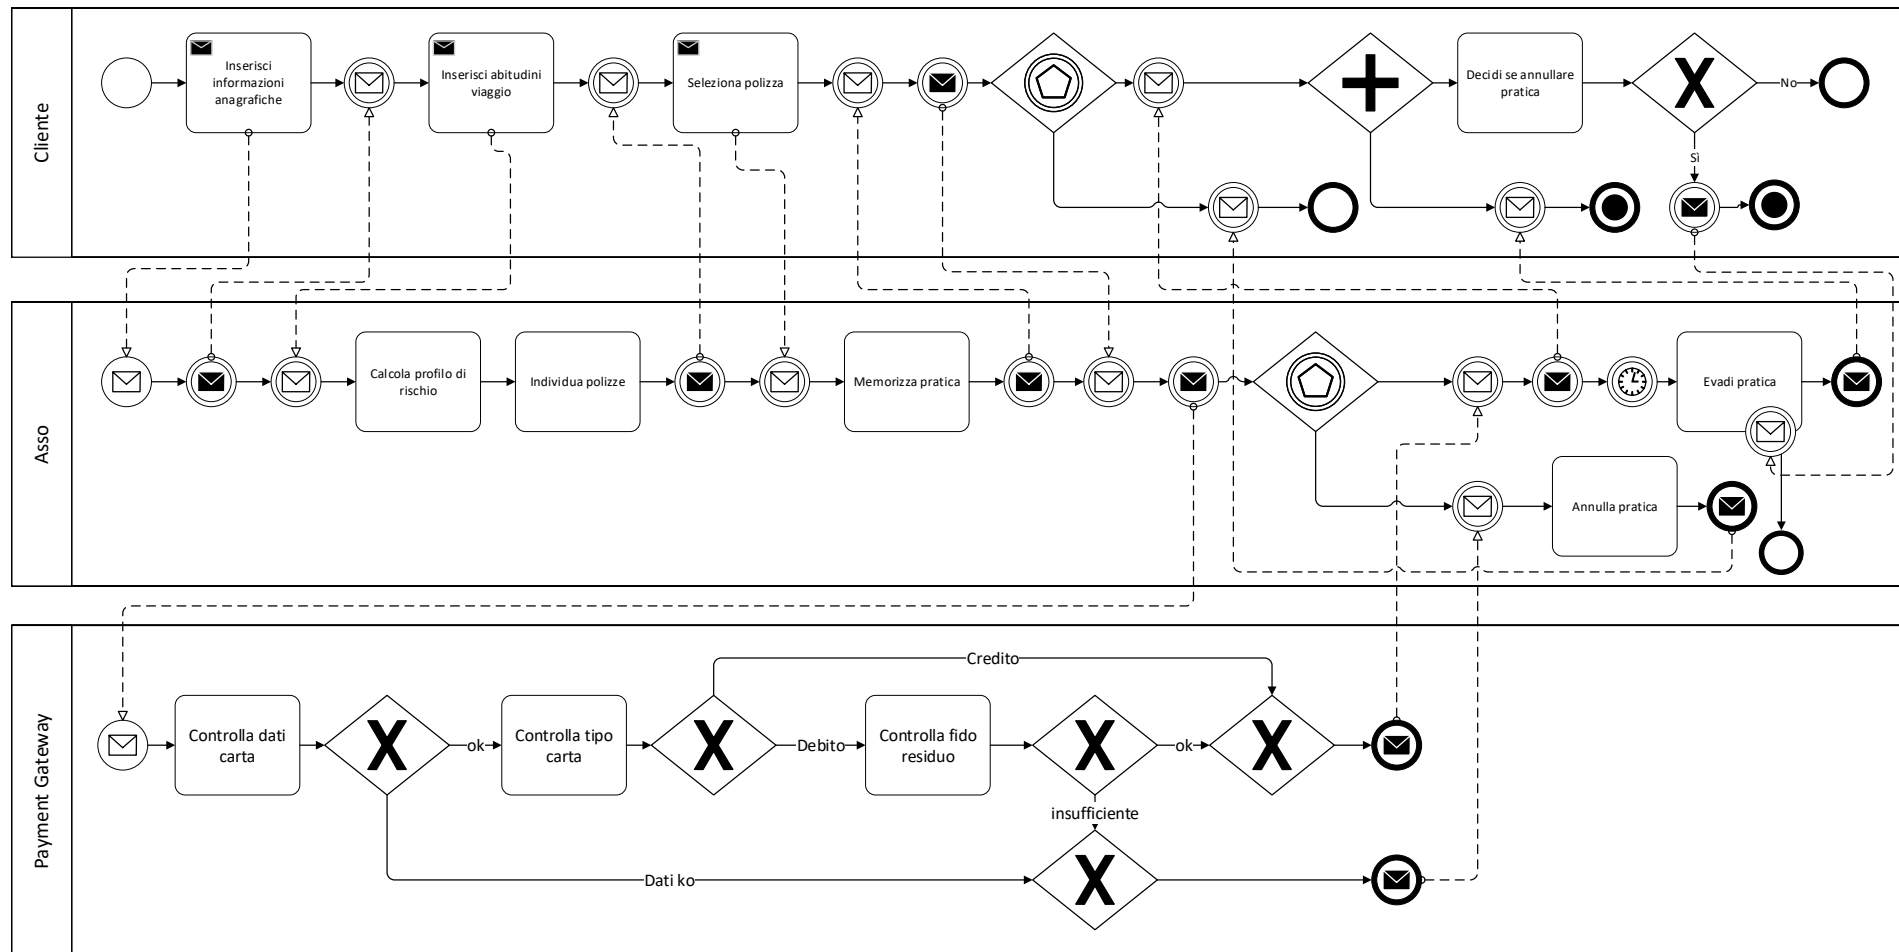 Cliente
Inserisci
informazioni
anagrafiche
Inserisci abitudini
viaggio
Seleziona polizza
Decidi se annullare
pratica
No
Sì
Asso
Calcola profilo di
rischio
Individua polizze
Memorizza pratica
Evadi pratica
Annulla pratica
Payment Gateway
Credito
Controlla dati
carta
ok
Controlla tipo
carta
Debito
Controlla fido
residuo
ok
insufficiente
Dati ko